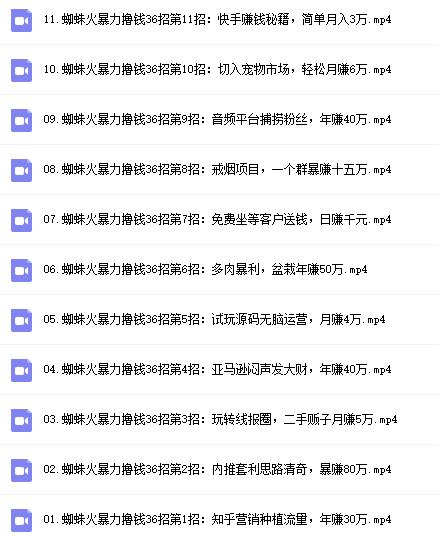 11.蜘蛛火暴力撸钱36招第11招：快手赚钱秘籍，简单月入3万.mp4
10.蜘蛛火暴力撸钱36招第10招：切入宠物市场，轻松月赚6万.mp4
09.蜘蛛火暴力撸钱36招第9招：音频平台捕捞粉丝，年赚40万.mp4
08.蜘蛛火暴力撸钱36招第8招：戒烟项目，一个群暴赚十五万.mp4
07.蜘蛛火暴力撸钱36招第7招：免费坐等客户送钱，日赚千元.mp4
06.蜘蛛火暴力撸钱36招第6招：多肉暴利，盆栽年赚50万.mp4
05.蜘蛛火暴力撸钱36招第5招：试玩源码无脑运营，月赚4万.mp4
04.蜘蛛火暴力撸钱36招第4招：亚马逊闷声发大财，年赚40万.mp4
03.蜘蛛火暴力撸钱36招第3招：玩转线报圈，二手贩子月赚5万.mp4
02.蜘蛛火暴力撸钱36招第2招：内推套利思路清奇，暴赚80万.mp4
01.蜘蛛火暴力撸钱36招第1招：知乎营销种植流量，年赚30万.mp4